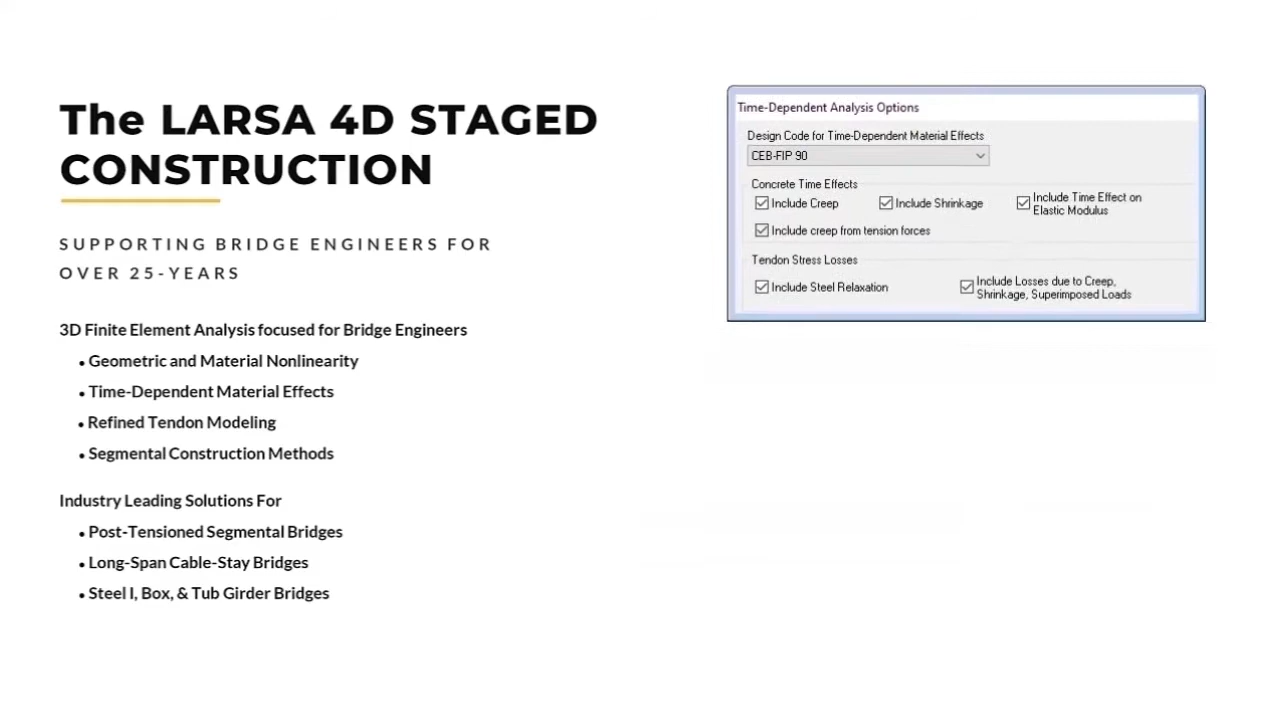 The LARSA 4D STAGED
CONSTRUCTION
SUPPORTING BRIDGE ENGINEERS FOR
OVER 25-YEARS
3D Finite Element Analysis focused for Bridge Engineers
• Geometric and Material Nonlinearity
• Time-Dependent Material Effects
• Refined Tendon Modeling
• Segmental Construction Methods
Industry Leading Solutions For
• Post-Tensioned Segmental Bridges
• Long-Span Cable-Stay Bridges
• Steel I, Box, & Tub Girder Bridges
Time-Dependent Analysis Options
Design Code for Time-Dependent Material Effects
CEB-FIP 90
Concrete Time Effects
Include Creep
Include Shrinkage
Include Time Effect on
Elastic Modulus
Include creep from tension forces
Tendon Stress Losses
Include Steel Relaxation
Include Losses due to Creep,
Shrinkage, Superimposed Loads